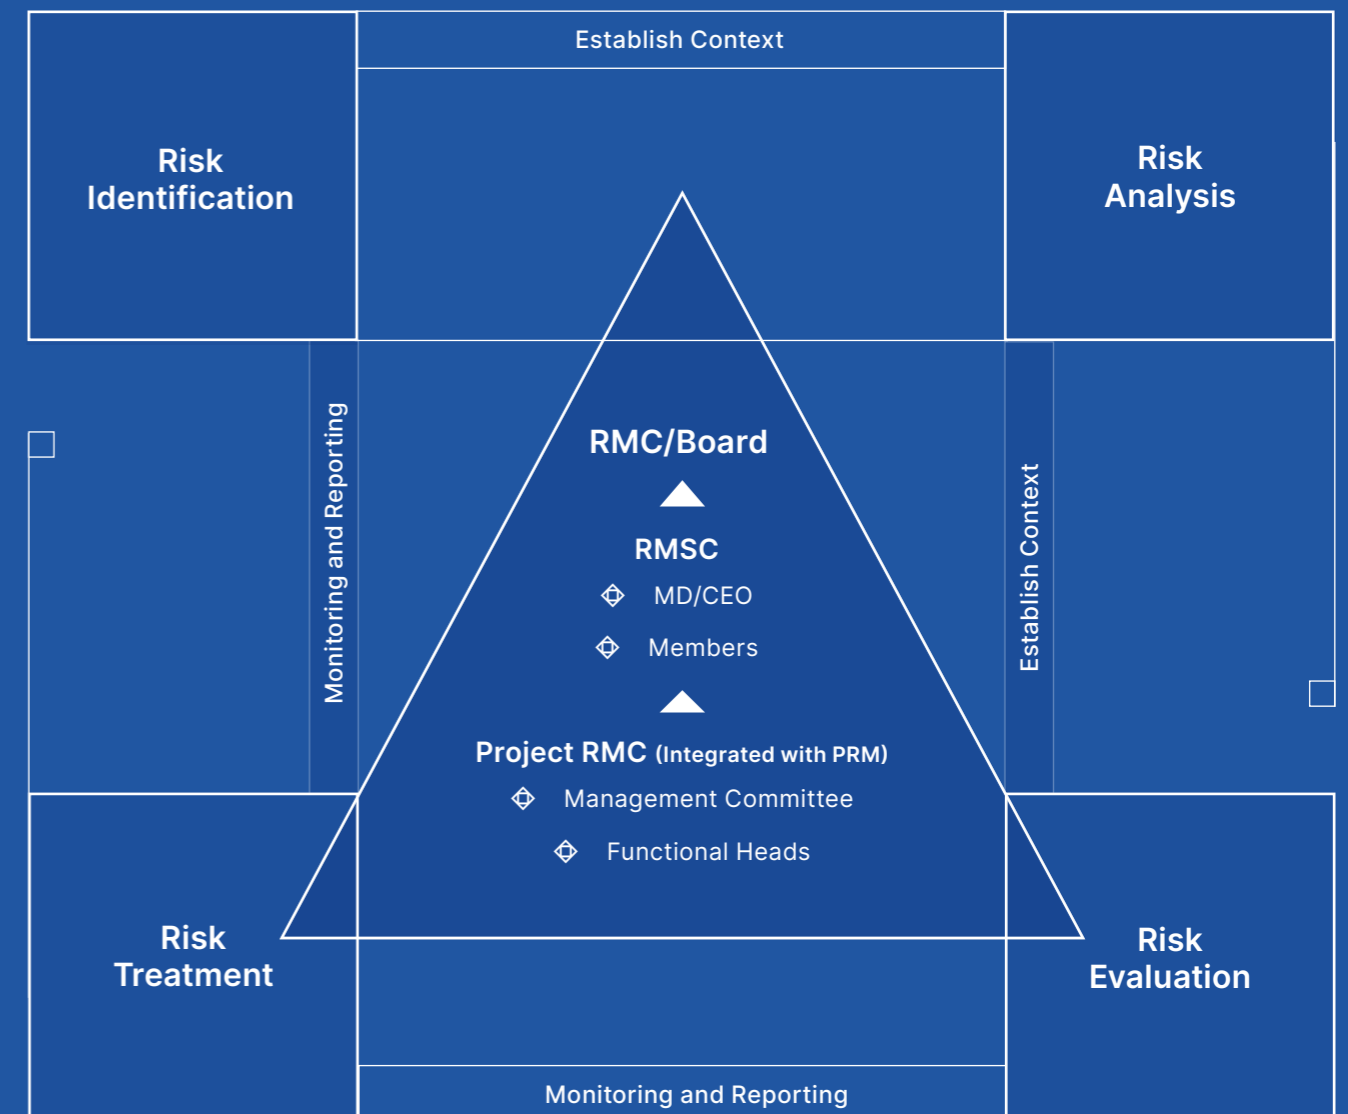 Establish Context
Risk
Identification
Risk
Analysis
Monitoring and Reporting
RMC/Board
RMSC
MD/CEO
Members
Project RMC (Integrated with PRM)
Management Committee
Functional Heads
Establish Context
Risk
Treatment
Risk
Evaluation
Monitoring and Reporting